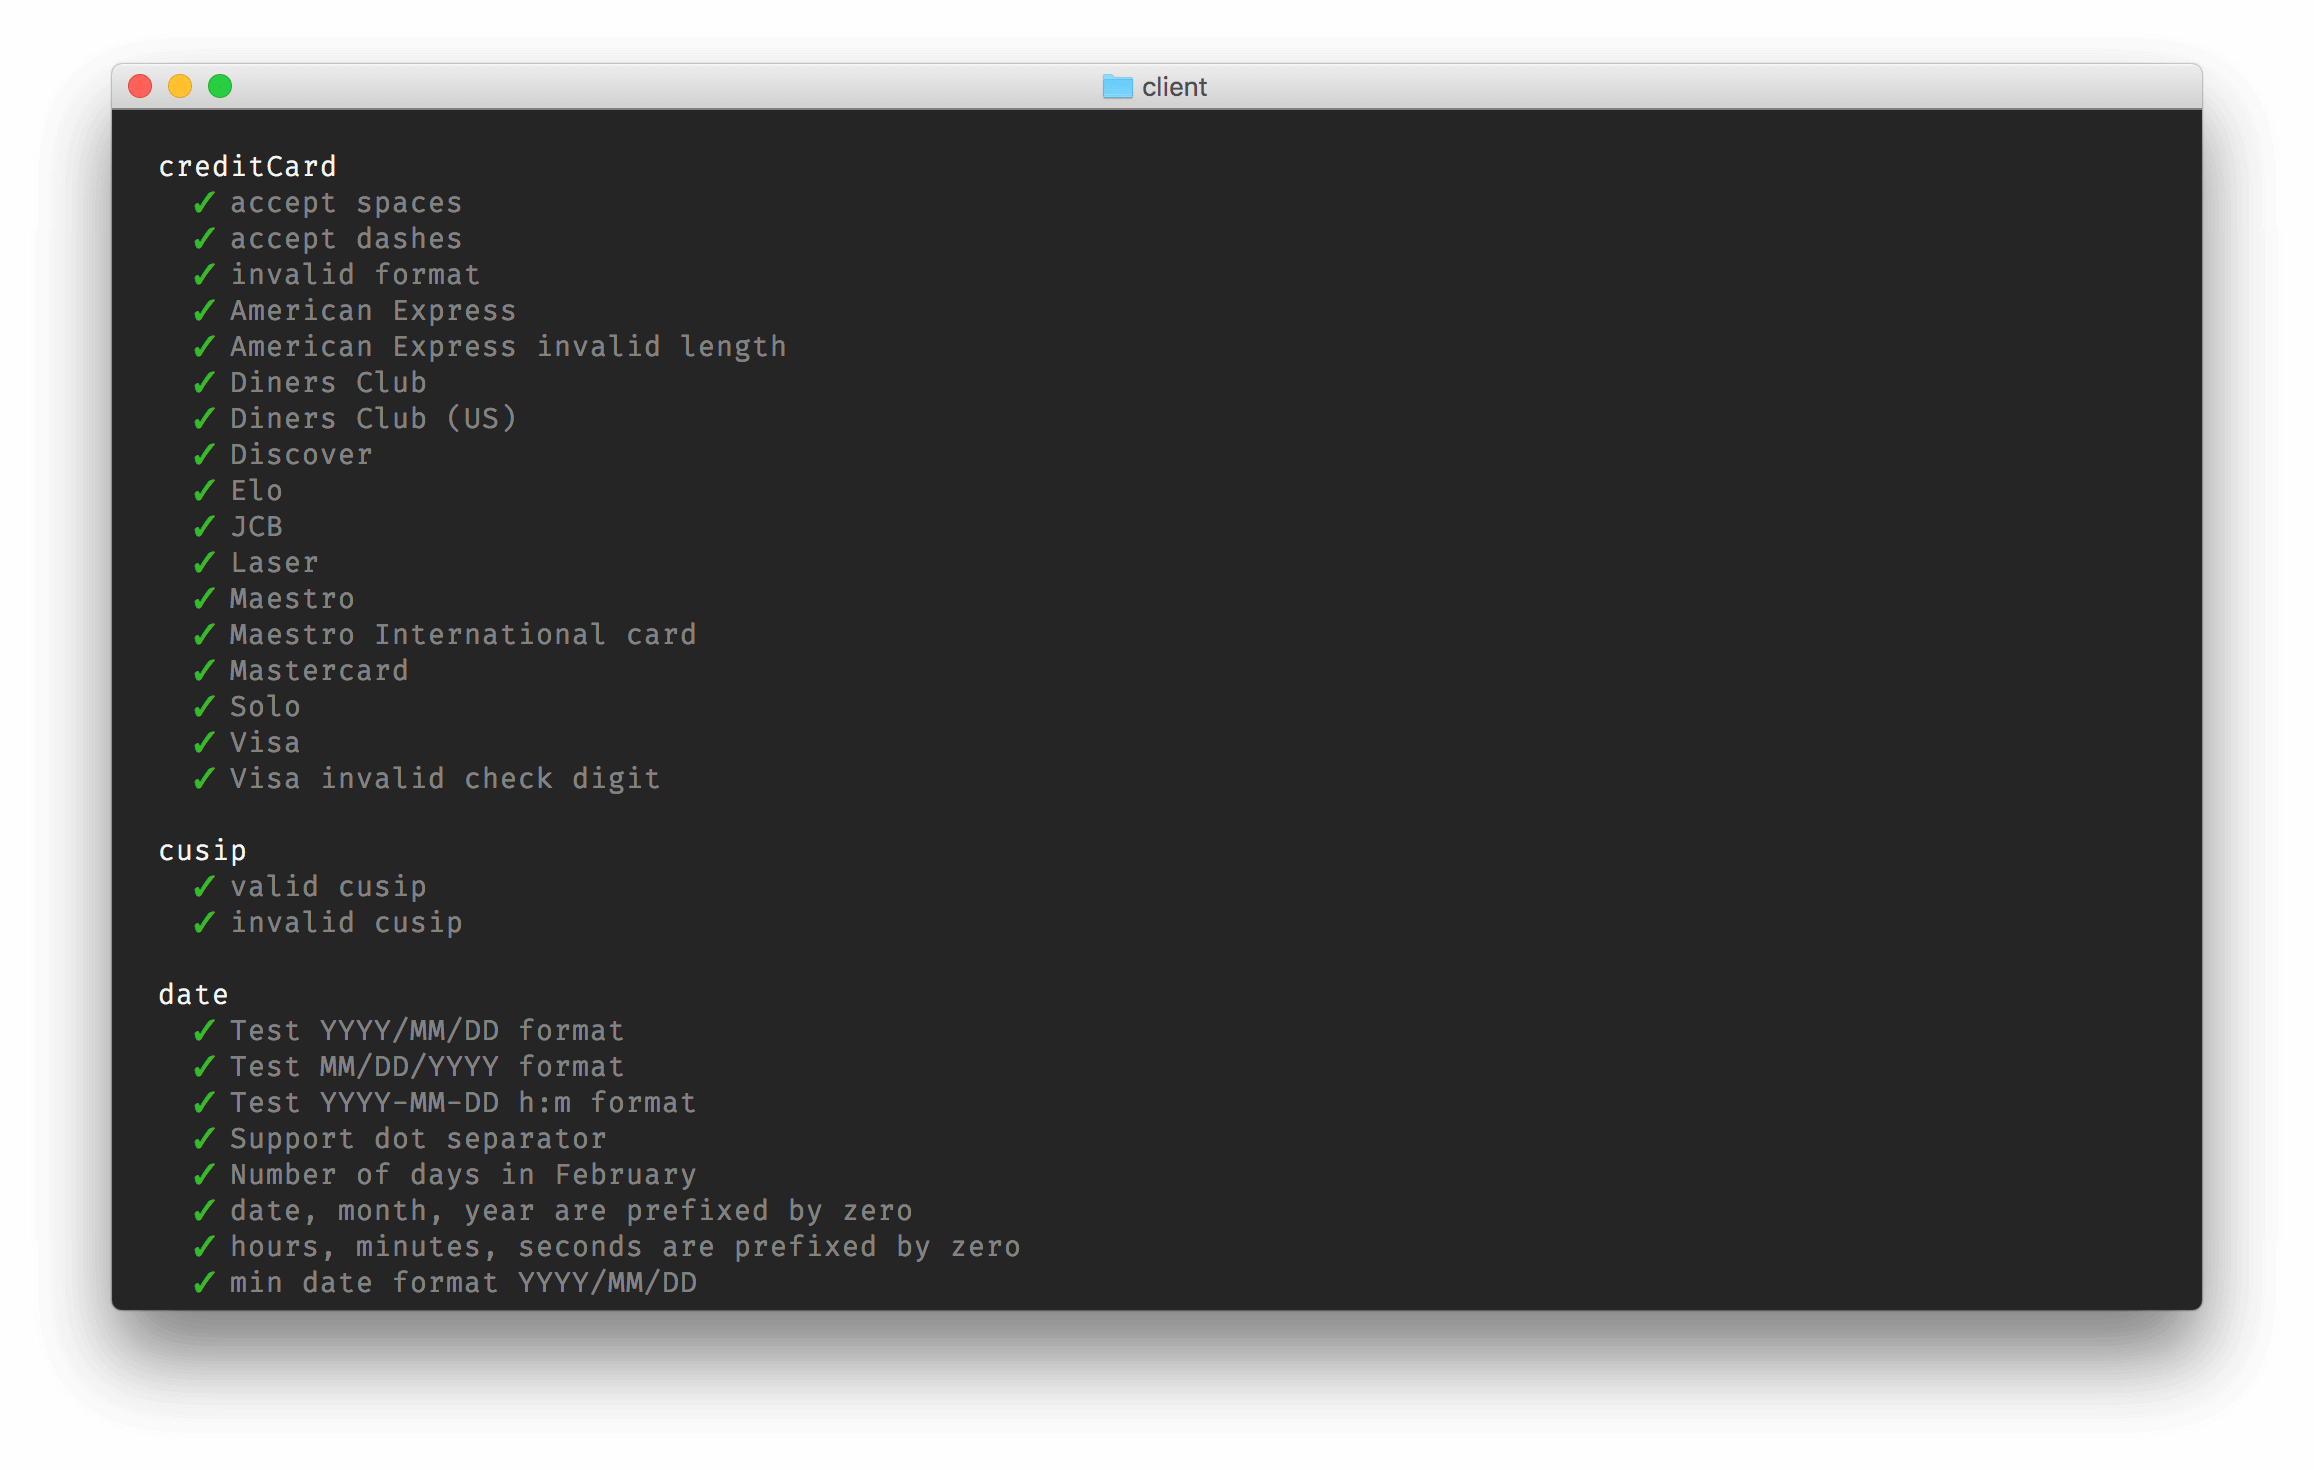 client
creditCard
✓ accept spaces
✓ accept dashes
✓ invalid format
✓ American Express
✓ American Express invalid length
✓ Diners Club
✓ Diners Club (US)
✓ Discover
✓ Elo
✓ JCB
✓ Laser
✓ Maestro
✓ Maestro International card
✓ Mastercard
✓ Solo
✓ Visa
✓ Visa invalid check digit
cusip
✓ valid cusip
✓ invalid cusip
date
✓ Test YYYY/MM/DD format
✓ Test MM/DD/YYYY format
✓ Test YYYY-MM-DD h:m format
✓ Support dot separator
✓ Number of days in February
✓ date, month, year are prefixed by zero
✓ hours, minutes, seconds are prefixed by zero
✓ min date format YYYY/MM/DD